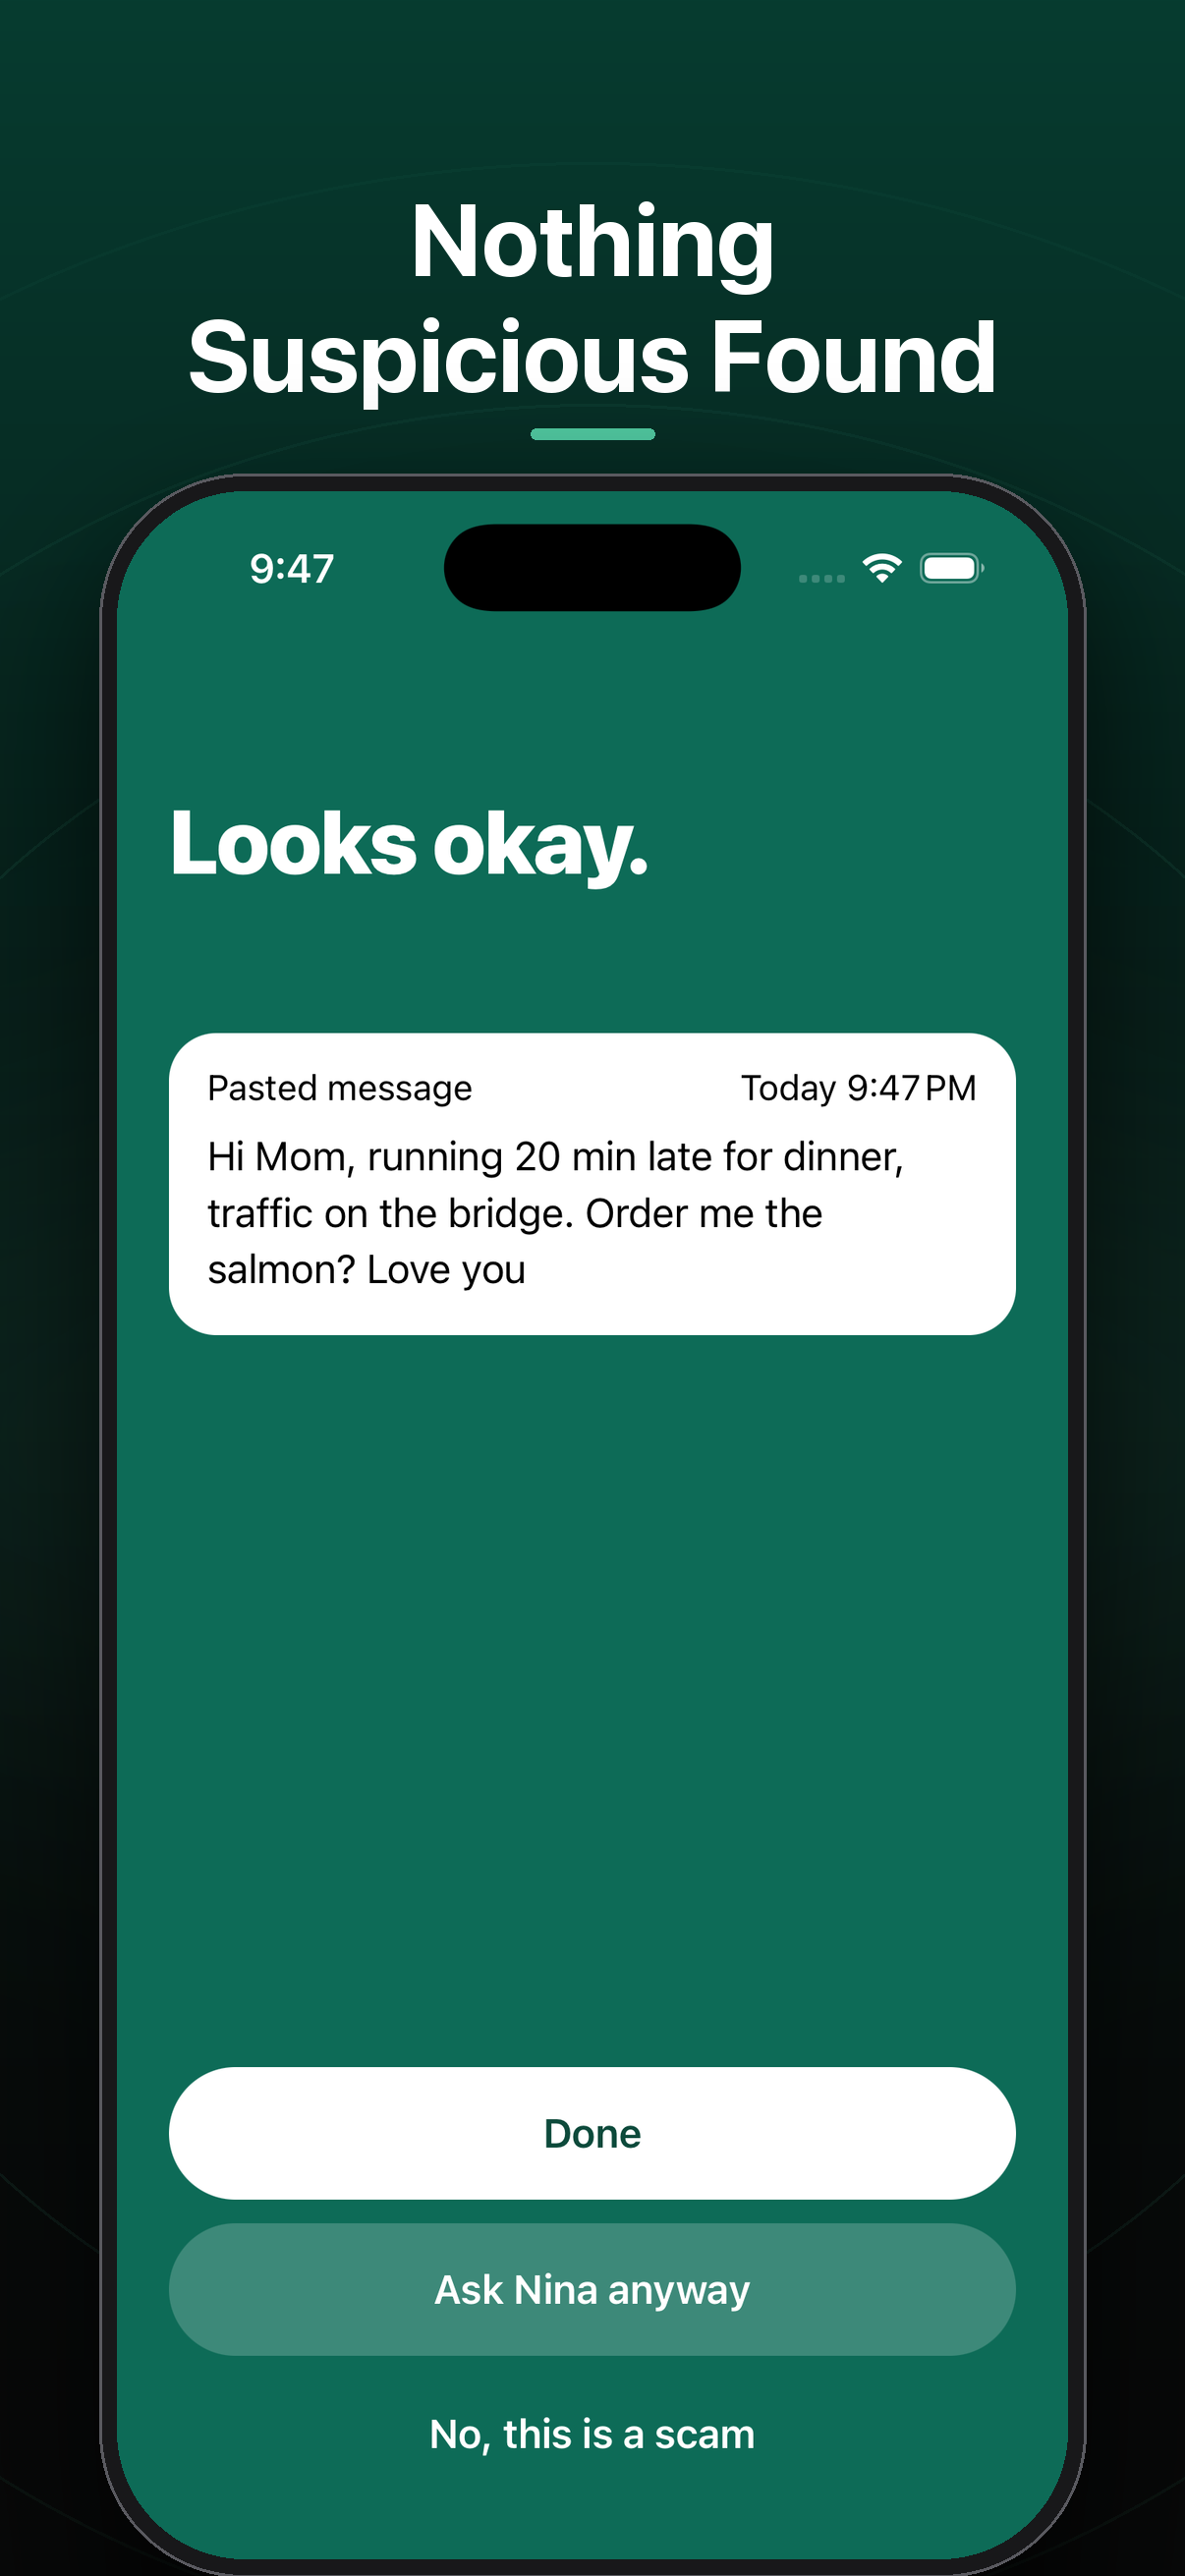 Nothing
Suspicious Found
9:47
Looks okay.
Pasted message Today 9:47 PM
Hi Mom, running 20 min late for dinner,
traffic on the bridge. Order me the
salmon? Love you
Done
Ask Nina anyway
No, this is a scam